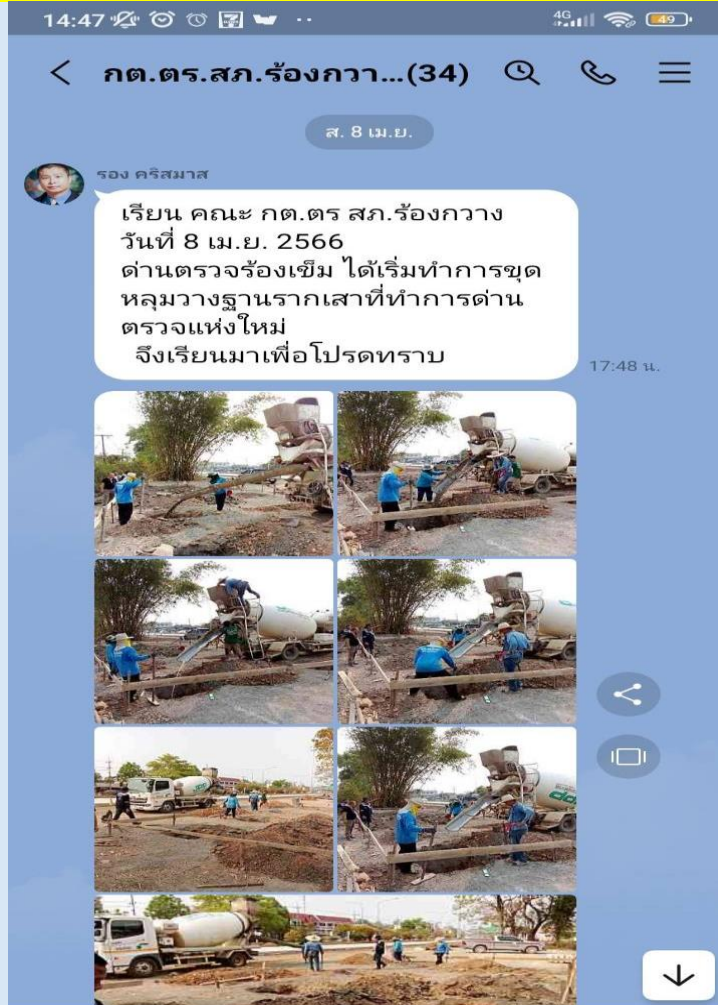 14:47
4G
49
กต.ตร.สภ.ร้องกวา...(34)
ส. 8 เม.ย.
รอง คริสมาส
เรียน คณะ กต.ตร สภ.ร้องกวาง
วันที่ 8 เม.ย. 2566
ด่านตรวจร้องเข็ม ได้เริ่มทำการขุด
หลุมวางฐานรากเสาที่ทำการด่าน
ตรวจแห่งใหม่
จึงเรียนมาเพื่อโปรดทราบ
17:48 น.